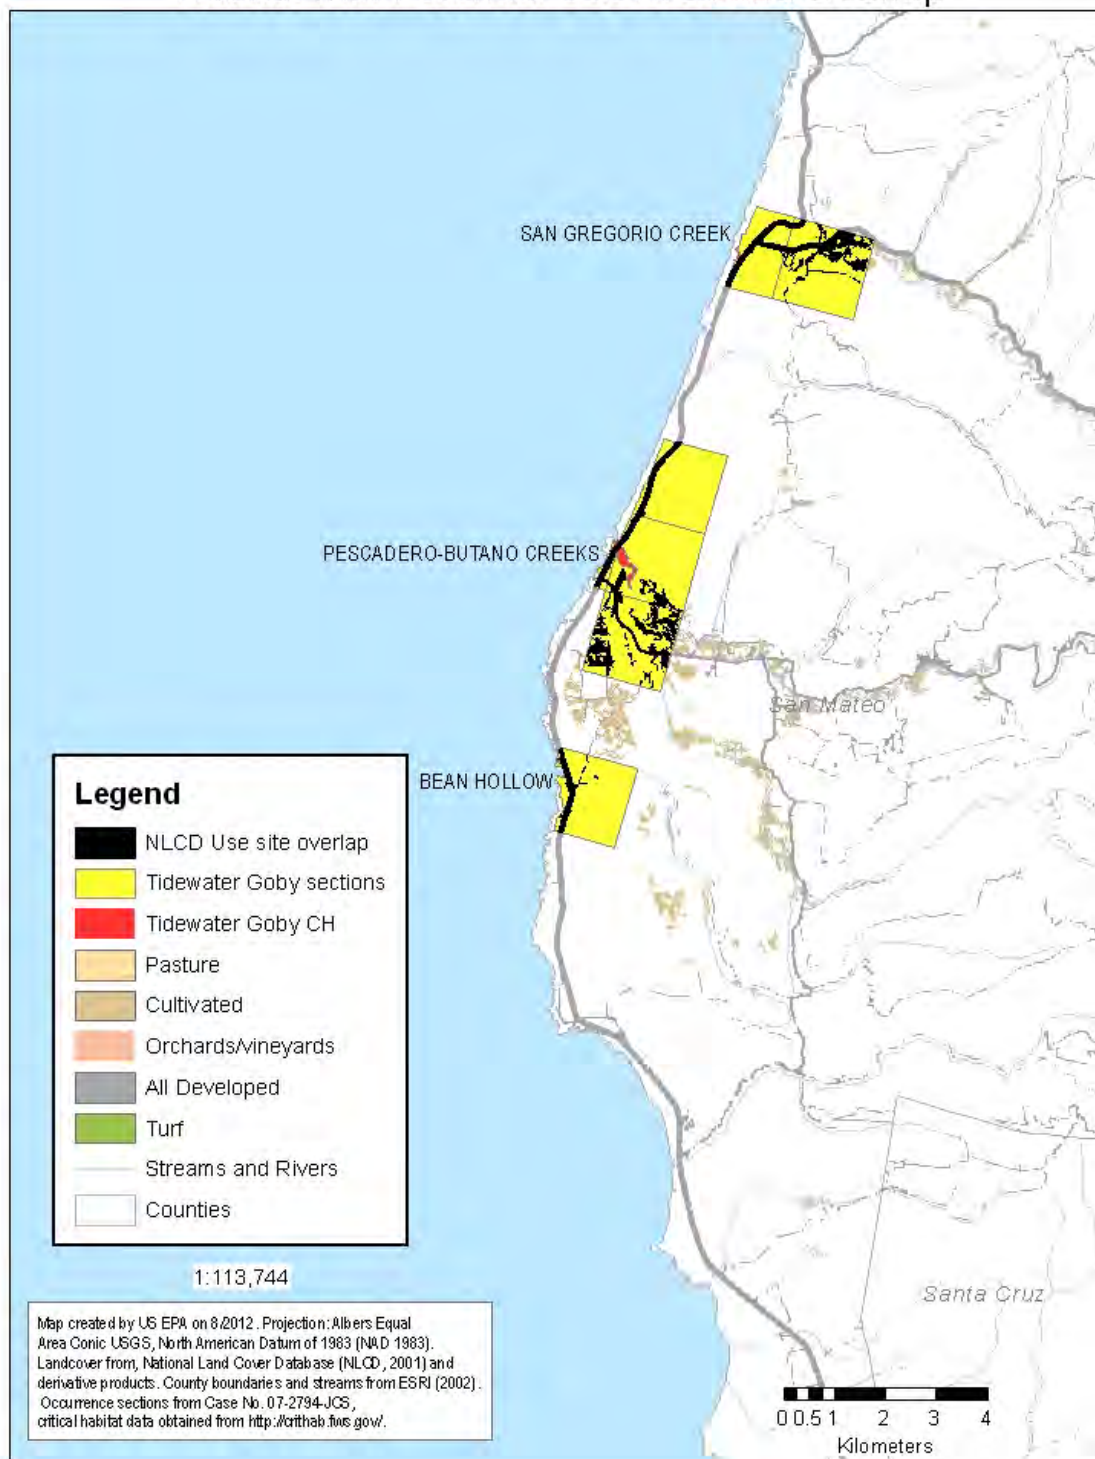 SAN GREGORIO CREEK
PESCADERO-BUTANO CREEKS
San Mateo
BEAN HOLLOW
Legend
NLCD Use site overlap
Tidewater Goby sections
Tidewater Goby CH
Pasture
Cultivated
Orchards/vineyards
All Developed
Turf
Streams and Rivers
Counties
1:113,744
Santa Cruz
Map created by US EPA on 8/2012. Projection: Albers Equal
Area Conic USGS, North American Datum of 1983 (NAD 1983).
Landcover from, National Land Cover Database (NLCD, 2001) and
derivative products. County boundaries and streams from ESRI (2002).
Occurrence sections from Case No. 07-2794-JCS,
critical habitat data obtained from http://crithab.fws.gov/.
0 0.5 1 2 3 4
Kilometers